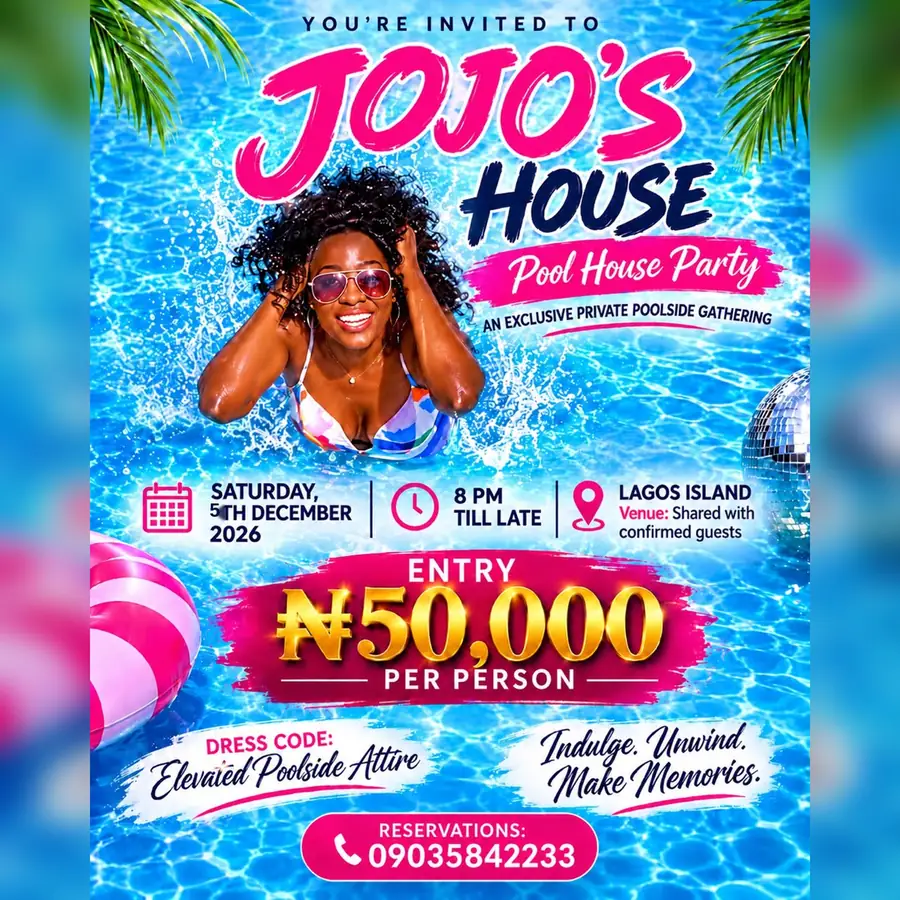 YOU'RE INVITED TO
JOJO'S
HOUSE
Pool House Party
AN EXCLUSIVE PRIVATE POOLSIDE GATHERING
SATURDAY,
5TH DECEMBER
2026
8 PM
TILL LATE
LAGOS ISLAND
Venue: Shared with
confirmed guests
ENTRY
₦50,000
PER PERSON
DRESS CODE:
Elevated Poolside Attire
Indulge. Unwind.
Make Memories.
RESERVATIONS:
09035842233